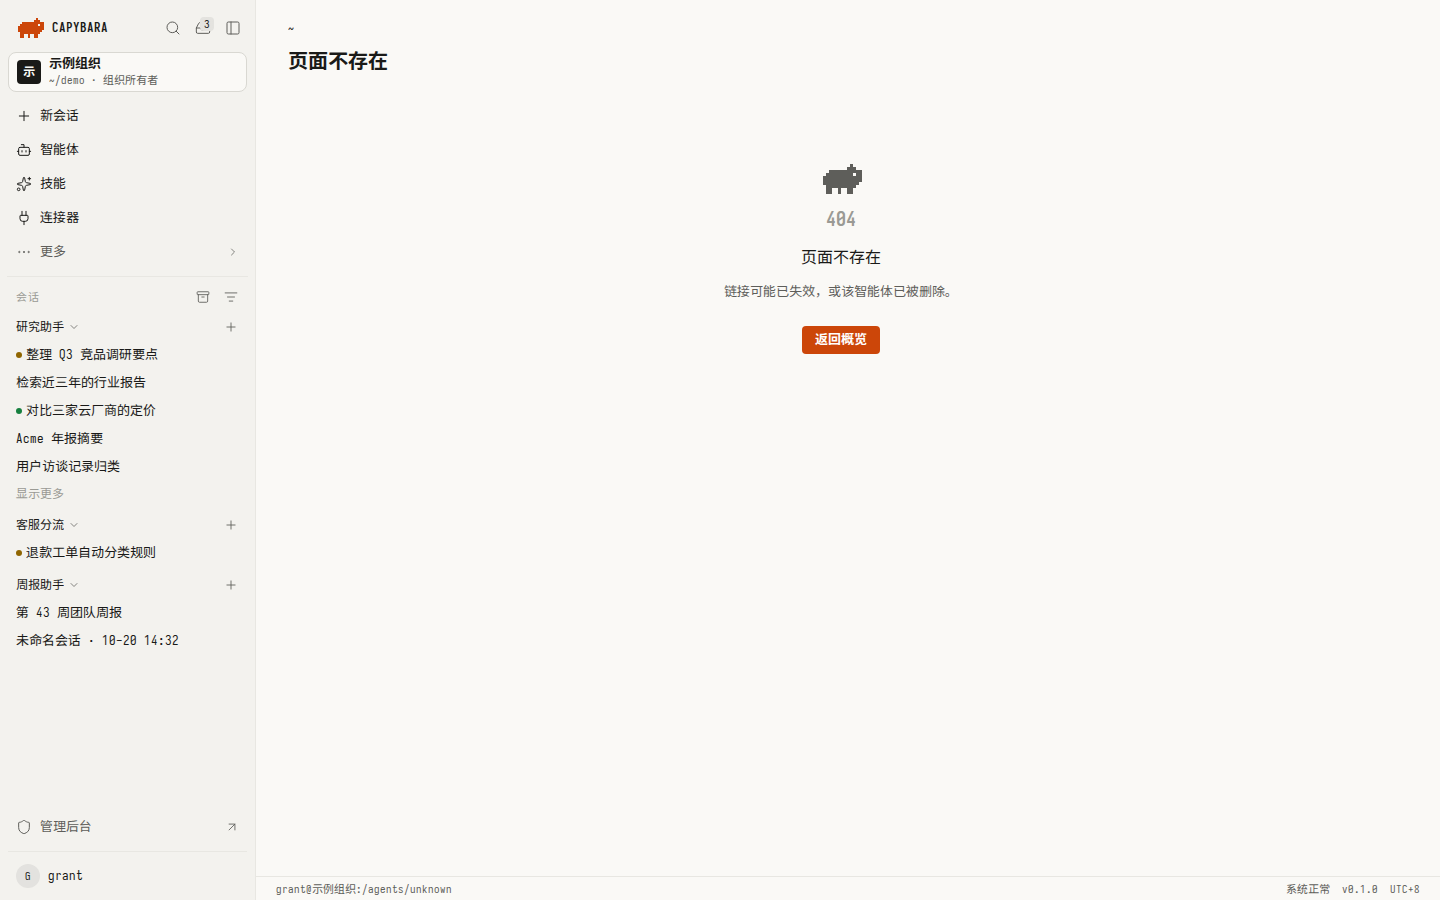 CAPYBARA
3
示
示例组织
~/demo · 组织所有者
新会话
智能体
技能
连接器
更多
会话
研究助手
整理 Q3 竞品调研要点
检索近三年的行业报告
对比三家云厂商的定价
Acme 年报摘要
用户访谈记录归类
显示更多
客服分流
退款工单自动分类规则
周报助手
第 43 周团队周报
未命名会话 · 10-20 14:32
管理后台
G
grant
~
页面不存在
404
页面不存在
链接可能已失效，或该智能体已被删除。
返回概览
grant@示例组织:/agents/unknown
系统正常 v0.1.0 UTC+8